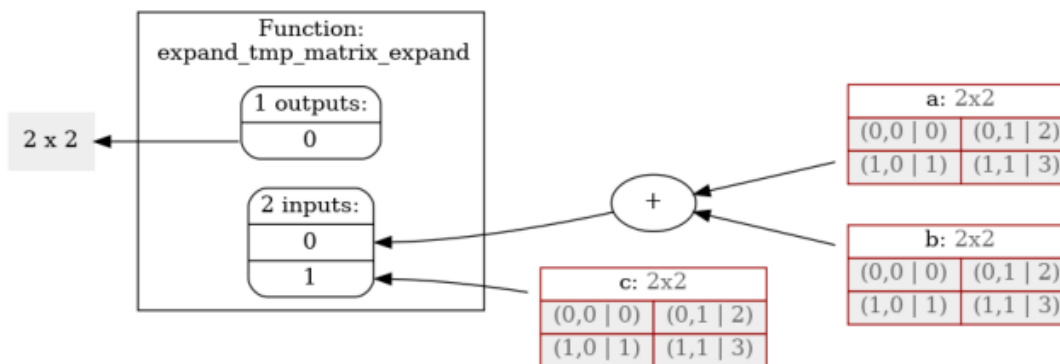 Function:
expand_tmp_matrix_expand
1 outputs:
0
2 x 2
2 inputs:
0
1
+
a: 2x2
(0,0 | 0) (0,1 | 2)
(1,0 | 1) (1,1 | 3)
b: 2x2
(0,0 | 0) (0,1 | 2)
(1,0 | 1) (1,1 | 3)
c: 2x2
(0,0 | 0) (0,1 | 2)
(1,0 | 1) (1,1 | 3)